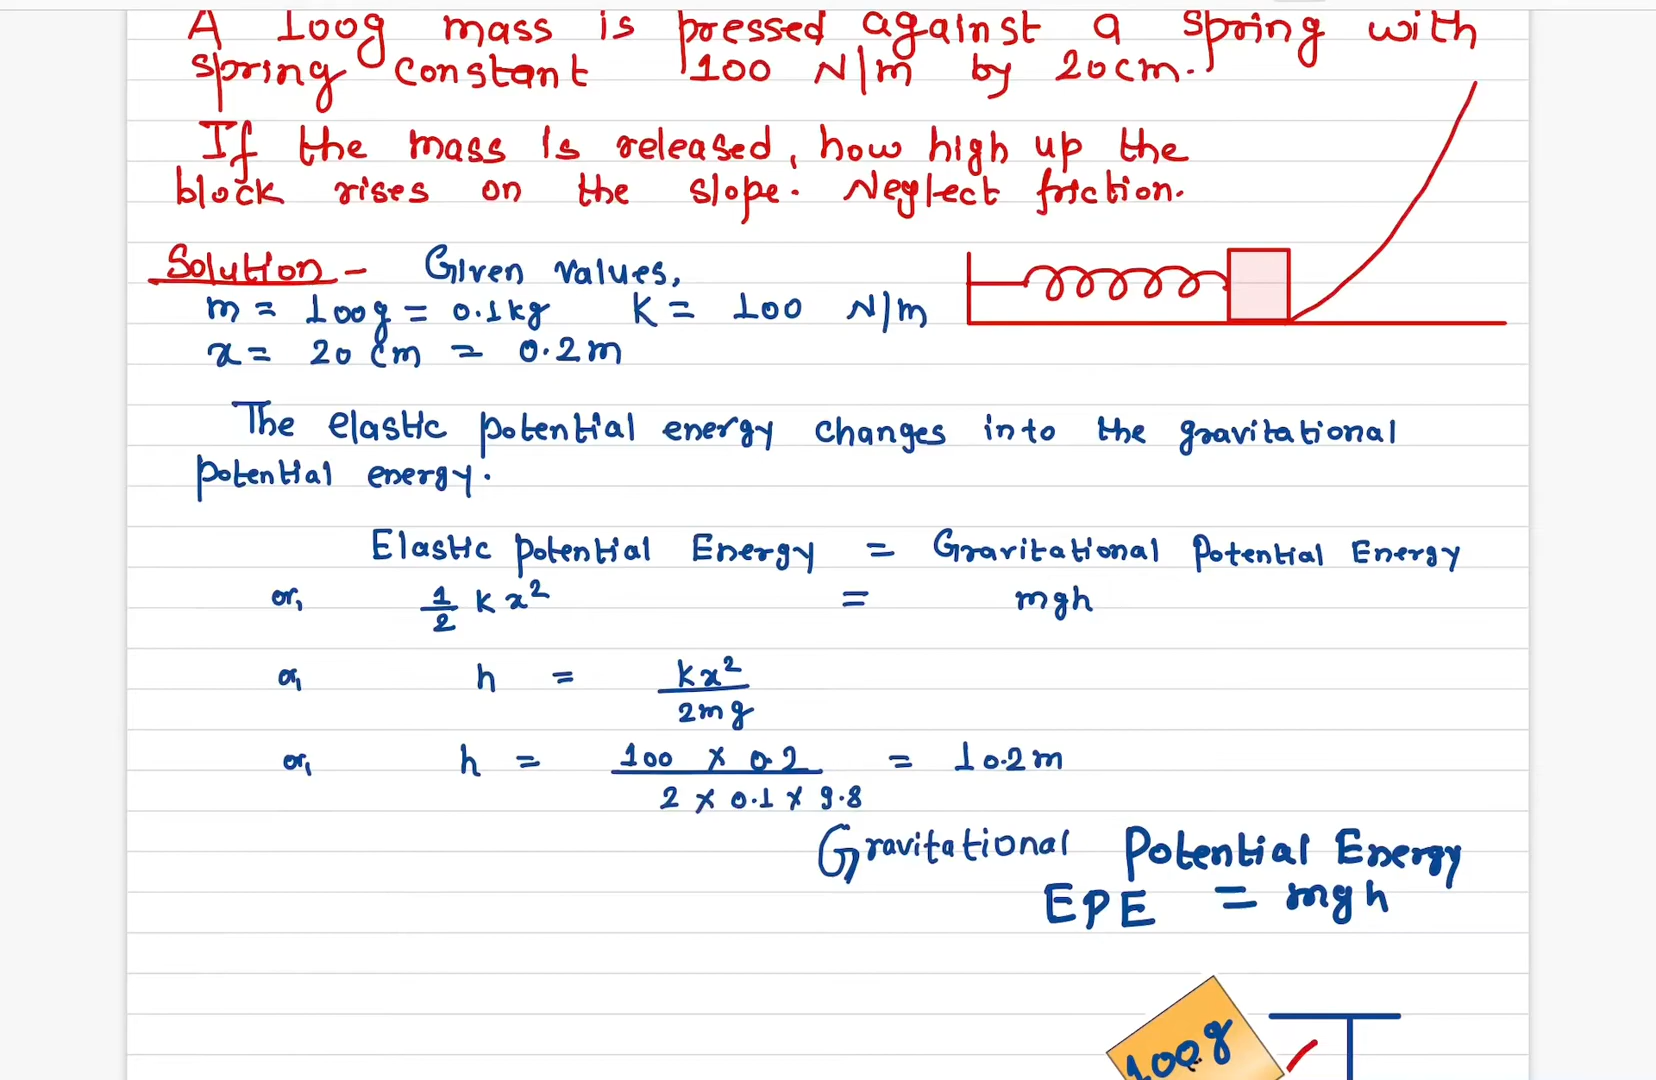 A 100g mass is pressed against a spring with
spring constant 100 N/m by 20cm.
If the mass is released, how high up the
block rises on the slope. Neglect friction.
Solution - Given values,
m = 100g = 0.1kg K = 100 N/m
x = 20 cm = 0.2m
The elastic potential energy changes into the gravitational
potential energy.
Elastic potential Energy = Gravitational Potential Energy
or, 1/2 k x² = mgh
or, h = kx²/2mg
or, h = 100 × 0.2 / 2 × 0.1 × 9.8 = 10.2m
Gravitational Potential Energy
EPE = mgh
100g